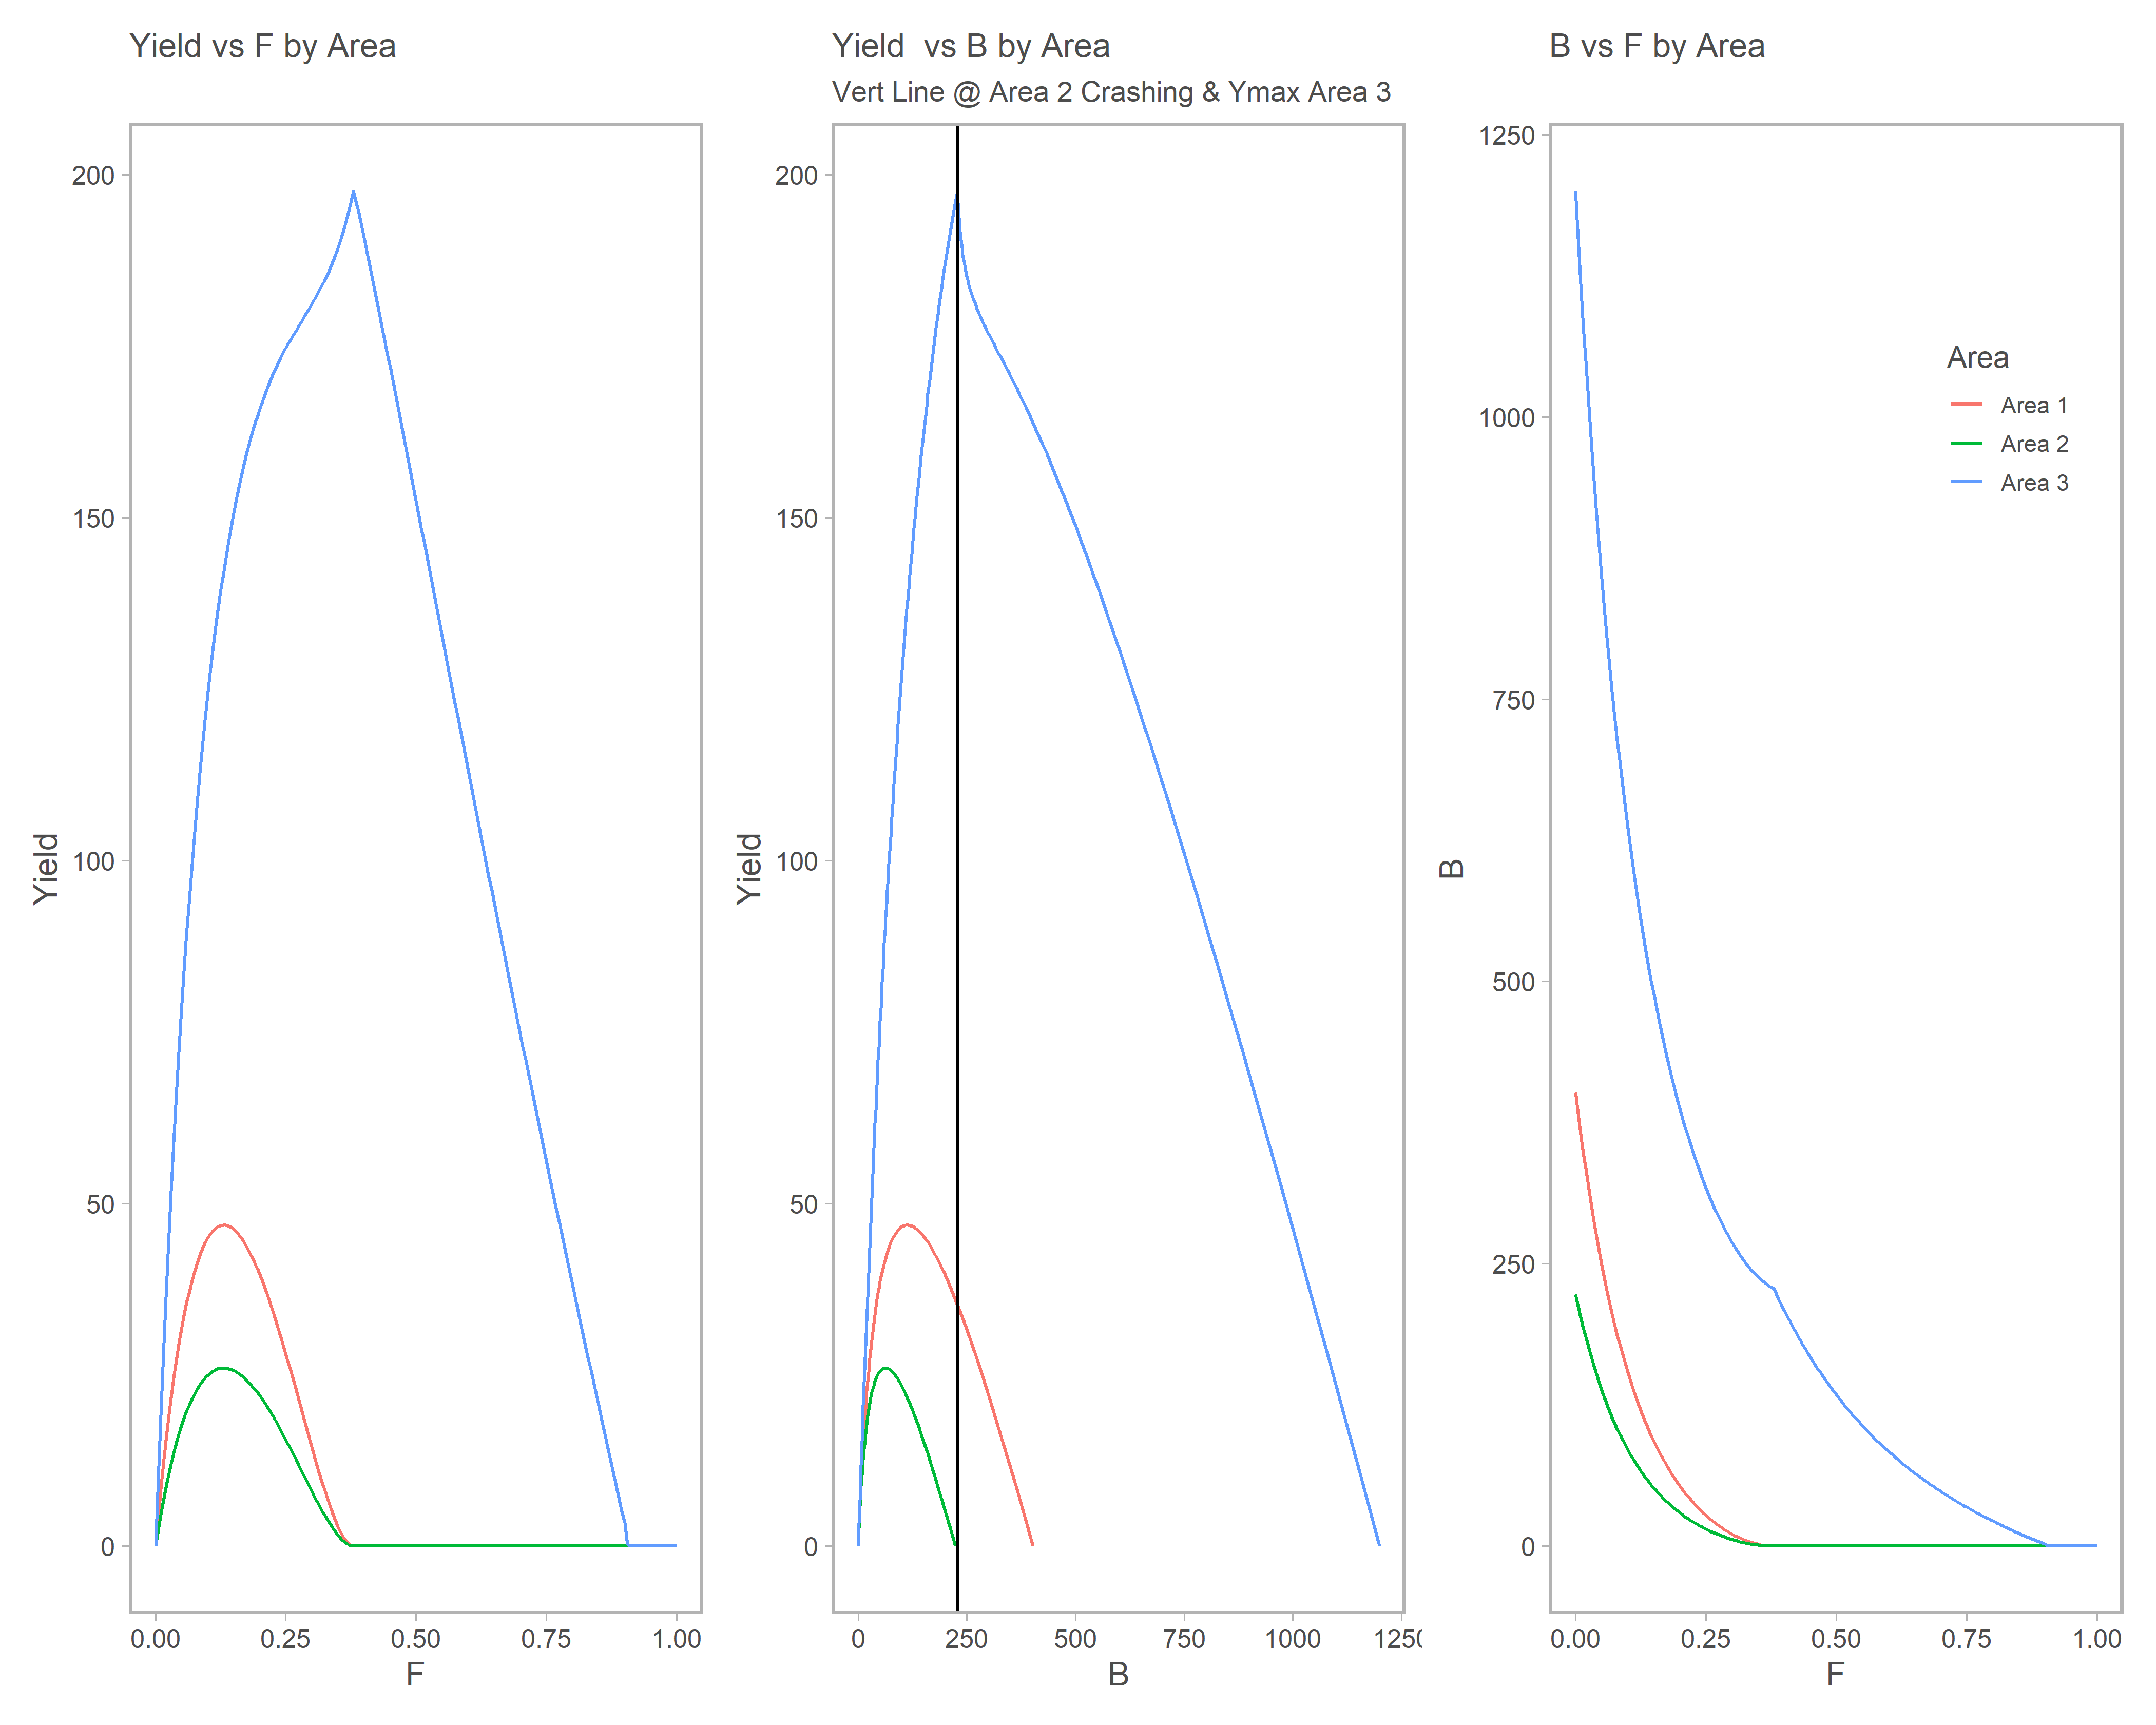 Yield vs F by Area
Yield  vs B by Area
Vert Line @ Area 2 Crashing & Ymax Area 3
B vs F by Area
Yield
200
150
100
50
0
0.00 0.25 0.50 0.75 1.00
F
Yield
200
150
100
50
0
0 250 500 750 1000 1250
B
B
1250
1000
750
500
250
0
Area
Area 1
Area 2
Area 3
0.00 0.25 0.50 0.75 1.00
F